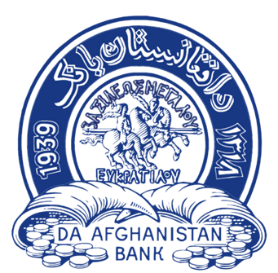 د افغانستان بانک
1939
۱۳۱۸
ΒΑΣΙΛΕΩΣ ΜΕΓΑΛΟΥ
ΕΥΚΡΑΤΙΔΟΥ
DA AFGHANISTAN
BANK